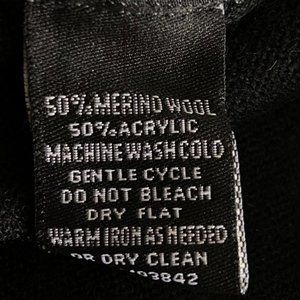 50% MERINO WOOL
50% ACRYLIC
MACHINE WASH COLD
GENTLE CYCLE
DO NOT BLEACH
DRY FLAT
WARM IRON AS NEEDED
OR DRY CLEAN